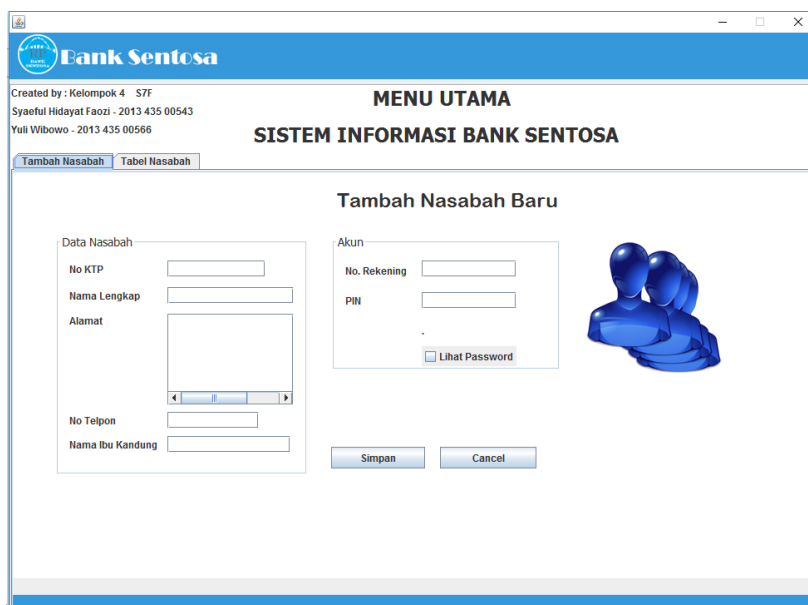 Bank Sentosa
Created by : Kelompok 4 S7F
Syaeful Hidayat Faozi - 2013 435 00543
Yuli Wibowo - 2013 435 00566
MENU UTAMA
SISTEM INFORMASI BANK SENTOSA
Tambah Nasabah
Tabel Nasabah
Tambah Nasabah Baru
Data Nasabah
No KTP
Nama Lengkap
Alamat
No Telpon
Nama Ibu Kandung
Akun
No. Rekening
PIN
.
Lihat Password
Simpan
Cancel